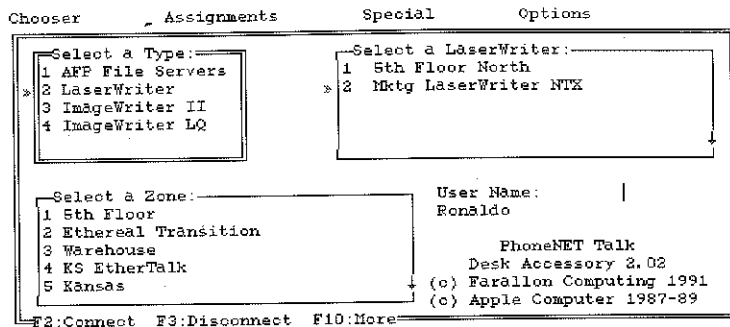 Chooser Assignments Special Options
Select a Type:
1 AFP File Servers
» 2 LaserWriter
3 ImageWriter II
4 ImageWriter LQ
Select a LaserWriter:
1 5th Floor North
» 2 Mktg LaserWriter NTX
Select a Zone:
1 5th Floor
2 Ethereal Transition
3 Warehouse
4 KS EtherTalk
5 Kansas
User Name:
Ronaldo
PhoneNET Talk
Desk Accessory 2.02
(c) Farallon Computing 1991
(c) Apple Computer 1987-89
F2:Connect F3:Disconnect F10:More